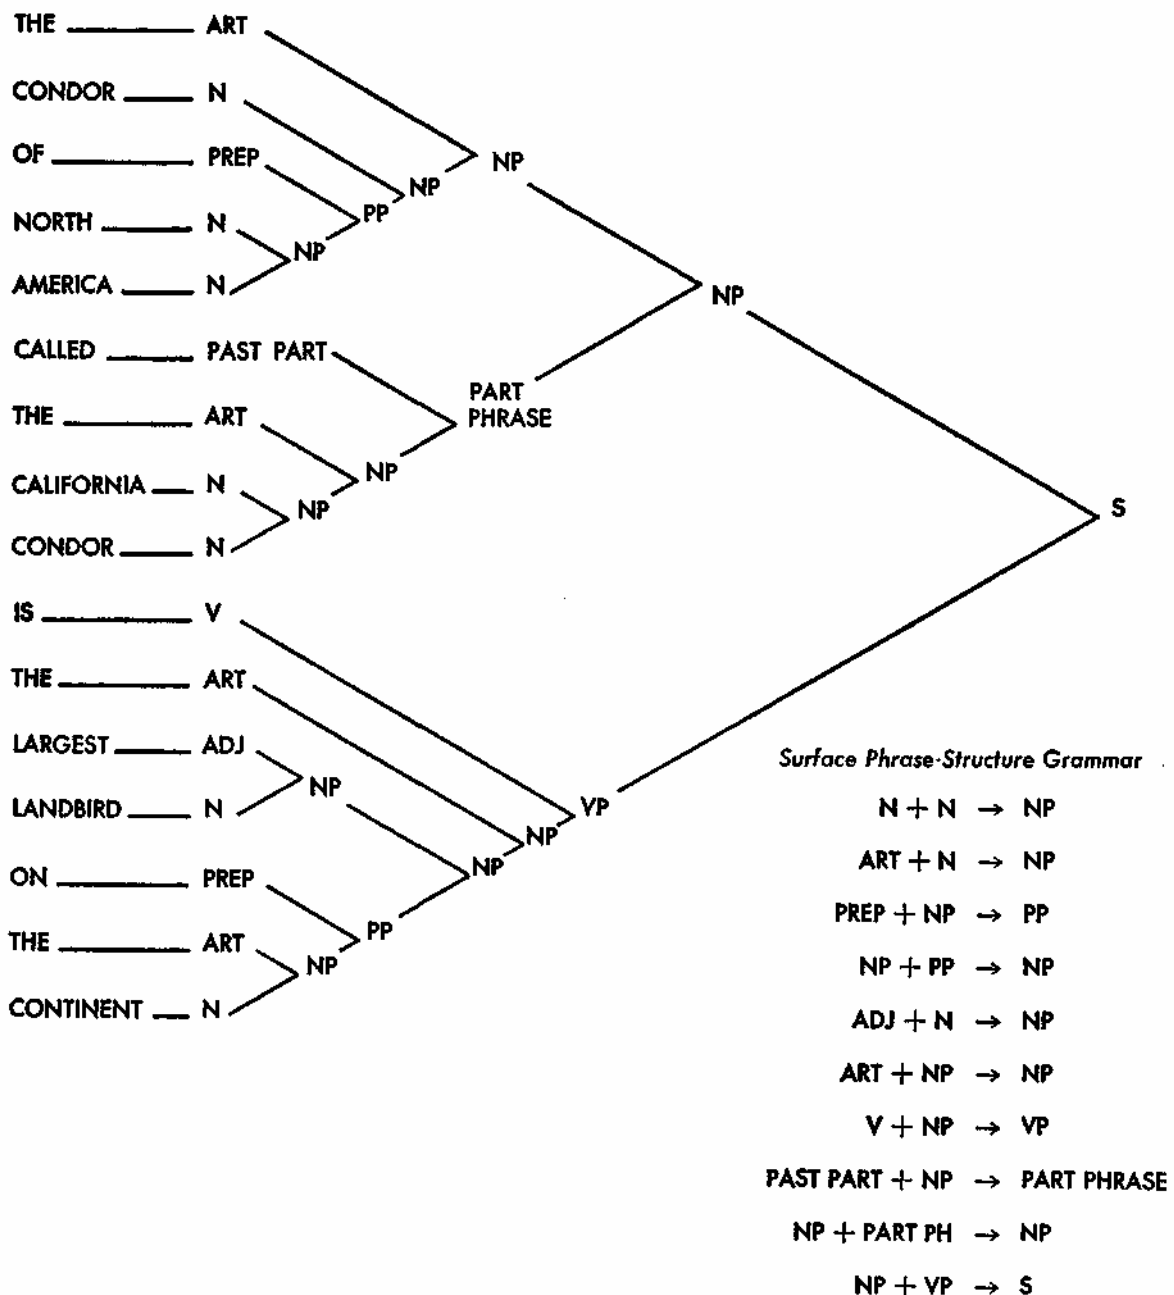 THE ART
CONDOR N
OF PREP NP
NP
NORTH N PP
NP
AMERICA N NP
CALLED PAST PART
PART
THE ART PHRASE
NP
CALIFORNIA N
NP S
CONDOR N
IS V
THE ART
LARGEST ADJ Surface Phrase-Structure Grammar
NP
LANDBIRD N VP N + N → NP
NP
ON PREP NP ART + N → NP
PREP + NP → PP
THE ART PP
NP NP + PP → NP
CONTINENT N
ADJ + N → NP
ART + NP → NP
V + NP → VP
PAST PART + NP → PART PHRASE
NP + PART PH → NP
NP + VP → S